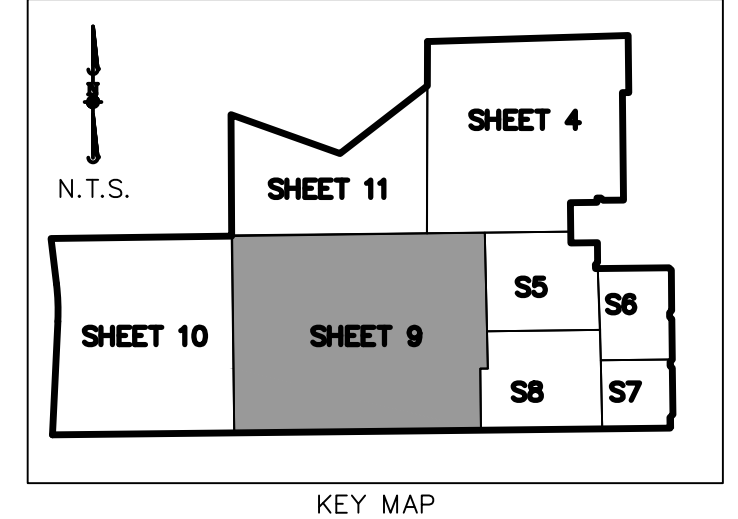 N
N.T.S.
SHEET 4
SHEET 11
S5
S6
SHEET 10
SHEET 9
S8
S7
KEY MAP